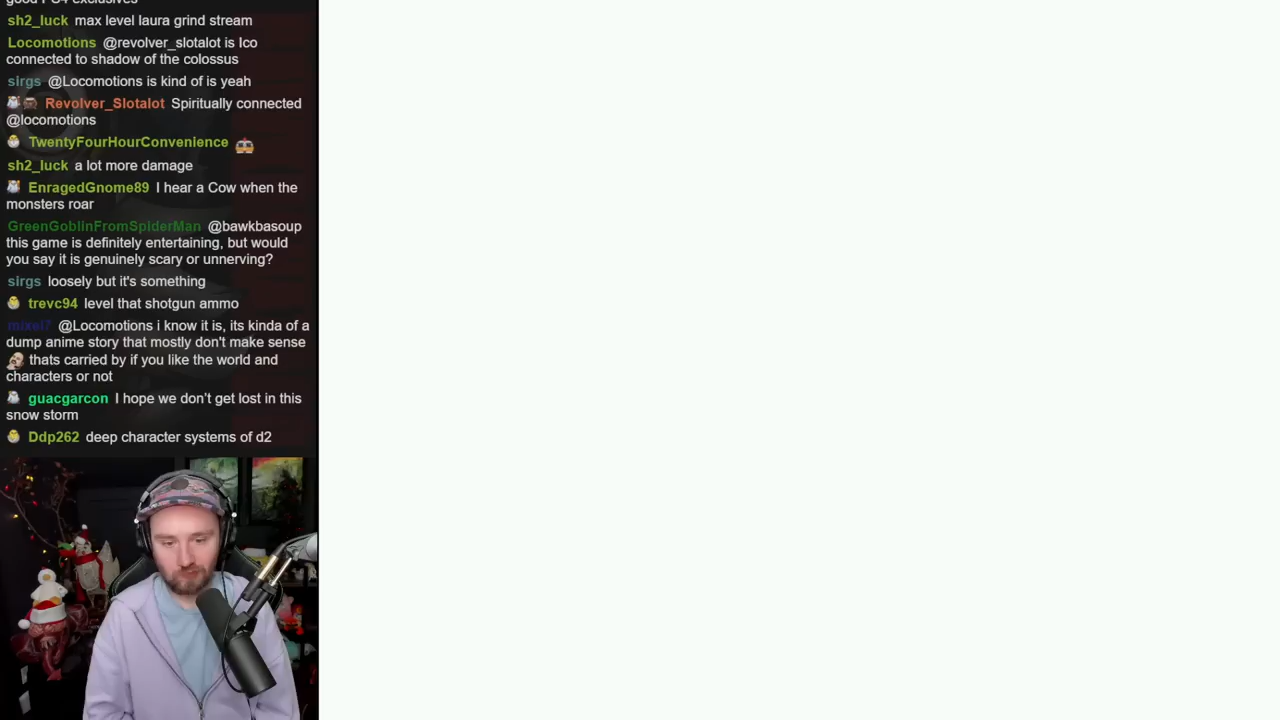 sh2_luck max level laura grind stream
Locomotions @revolver_slotalot is Ico
connected to shadow of the colossus
sirgs @Locomotions is kind of is yeah
Revolver_Slotalot Spiritually connected
@locomotions
TwentyFourHourConvenience
sh2_luck a lot more damage
EnragedGnome89 I hear a Cow when the
monsters roar
GreenGoblinFromSpiderMan @bawkbasoup
this game is definitely entertaining, but would
you say it is genuinely scary or unnerving?
sirgs loosely but it's something
trevc94 level that shotgun ammo
mixel7 @Locomotions i know it is, its kinda of a
dump anime story that mostly don't make sense
thats carried by if you like the world and
characters or not
guacgarcon I hope we don't get lost in this
snow storm
Ddp262 deep character systems of d2